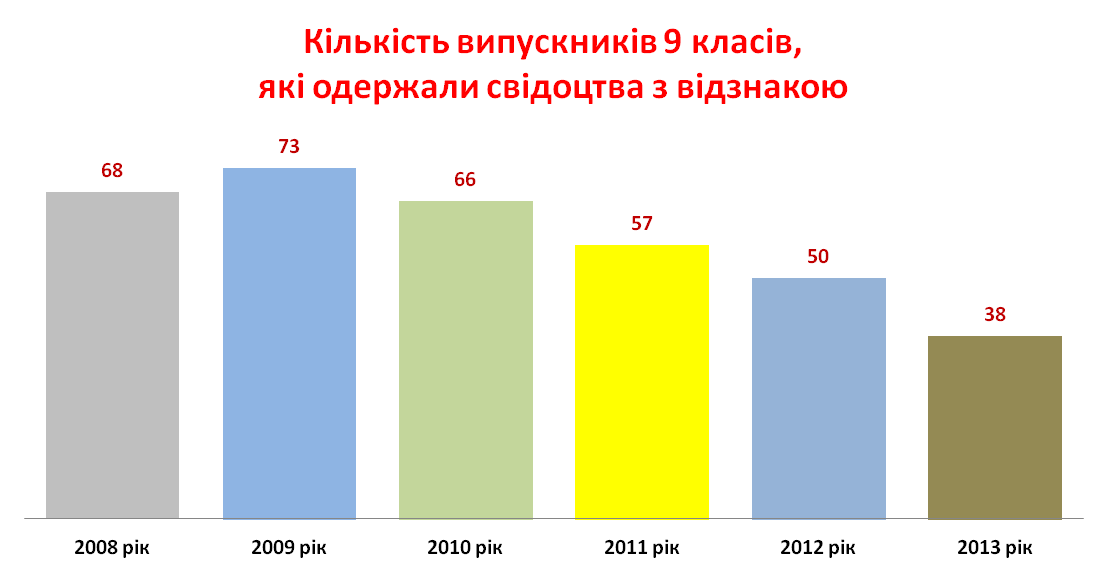 Кількість випускників 9 класів,
які одержали свідоцтва з відзнакою
68
73
66
57
50
38
2008 рік
2009 рік
2010 рік
2011 рік
2012 рік
2013 рік